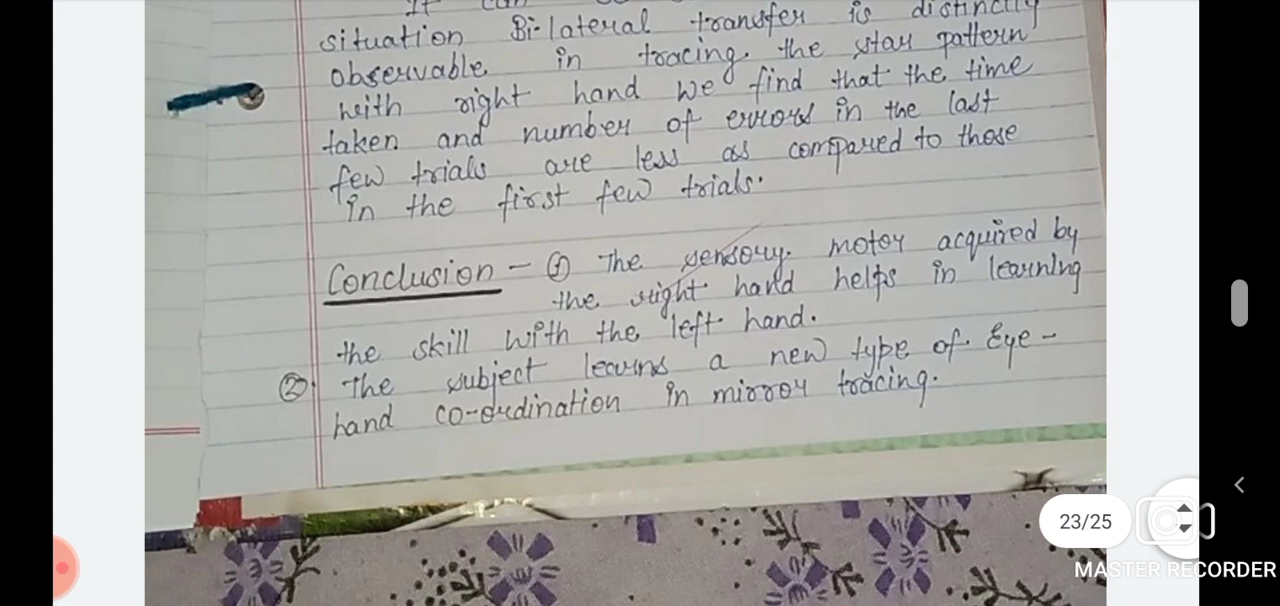 It can
situation Bi-lateral transfer is distinctly
observable in tracing. the star pattern
with right hand we find that the time
taken and number of errors in the last
few trials are less as compared to those
in the first few trials.
Conclusion - ① The sensory. motor acquired by
the right hand helps in learning
the skill with the left hand.
②. The subject learns a new type of Eye-
hand co-ordination in mirror tracing.
23/25
MASTER RECORDER